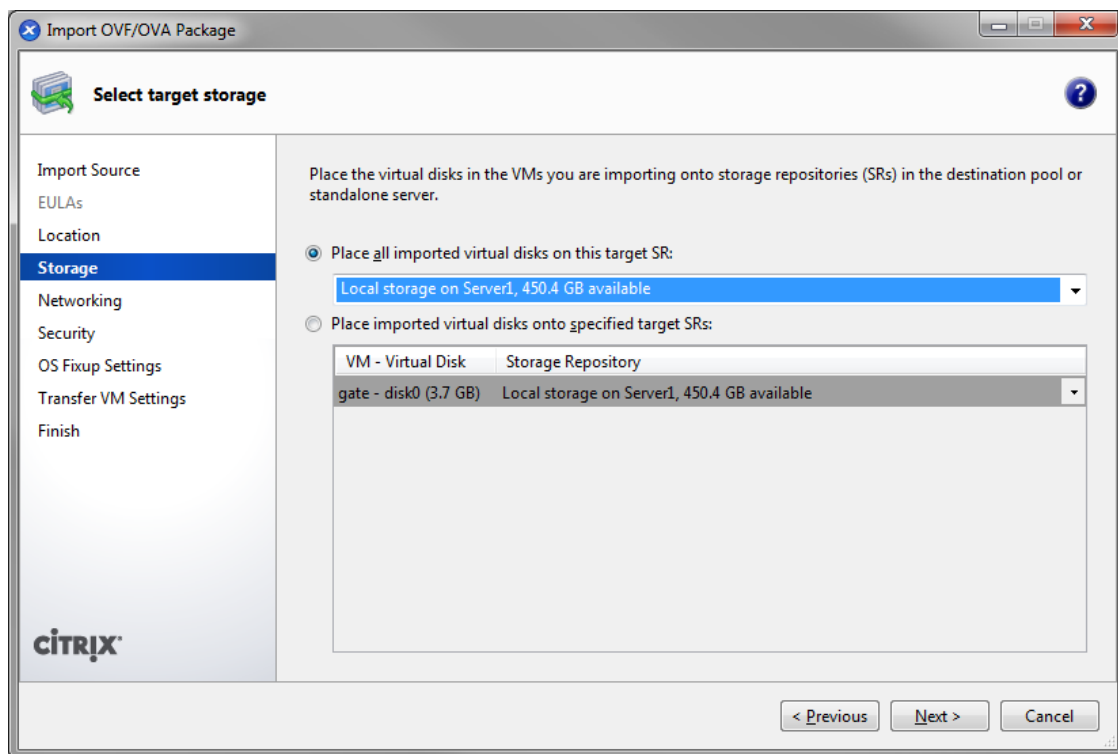 Import OVF/OVA Package
Select target storage
?
Import Source
EULAs
Location
Storage
Networking
Security
OS Fixup Settings
Transfer VM Settings
Finish
CİTRIX
Place the virtual disks in the VMs you are importing onto storage repositories (SRs) in the destination pool or
standalone server.
Place all imported virtual disks on this target SR:
Local storage on Server1, 450.4 GB available
Place imported virtual disks onto specified target SRs:
VM - Virtual Disk Storage Repository
gate - disk0 (3.7 GB) Local storage on Server1, 450.4 GB available
< Previous Next > Cancel